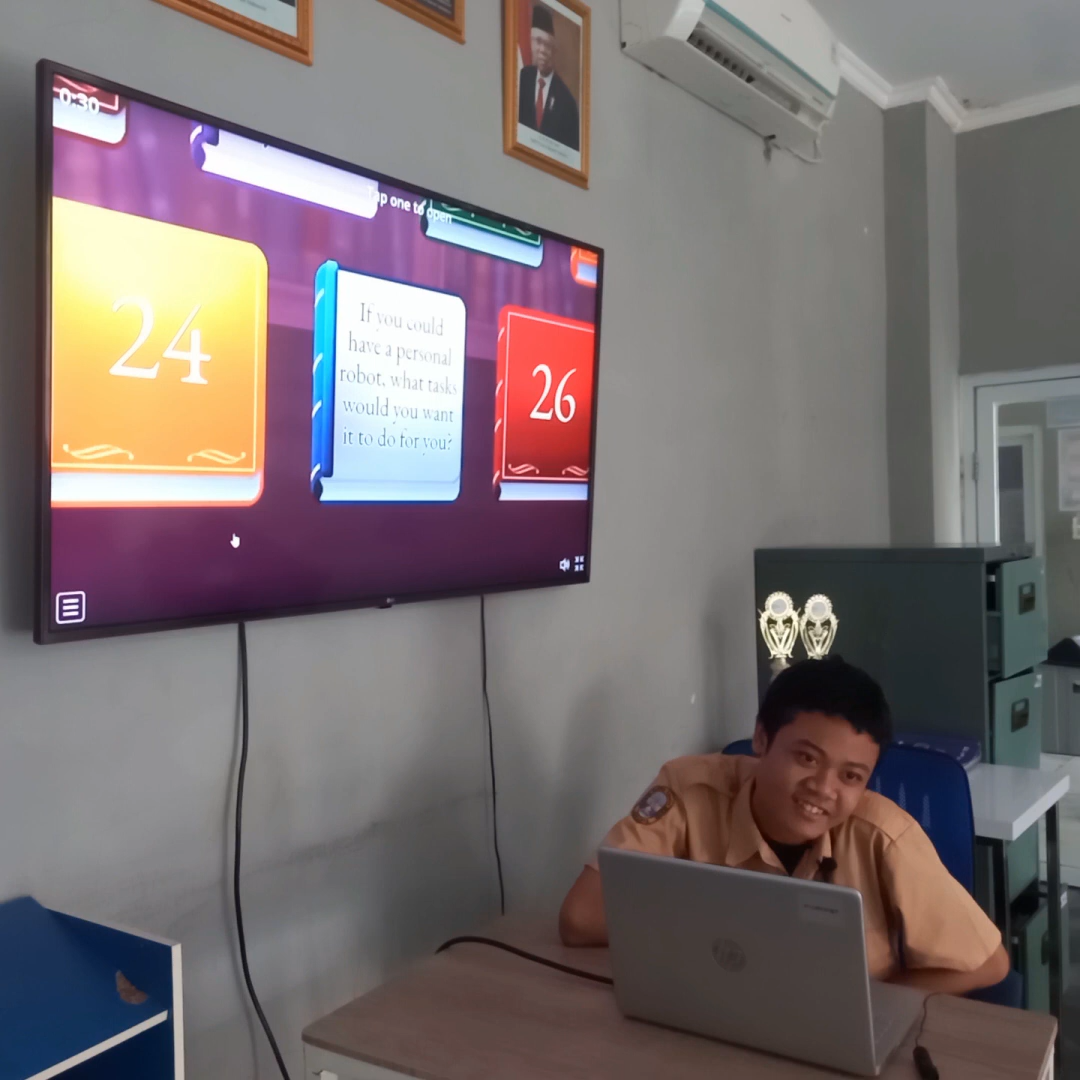 0:30
Tap one to open
24
If you could
have a personal
robot, what tasks
would you want
it to do for you?
26
hp